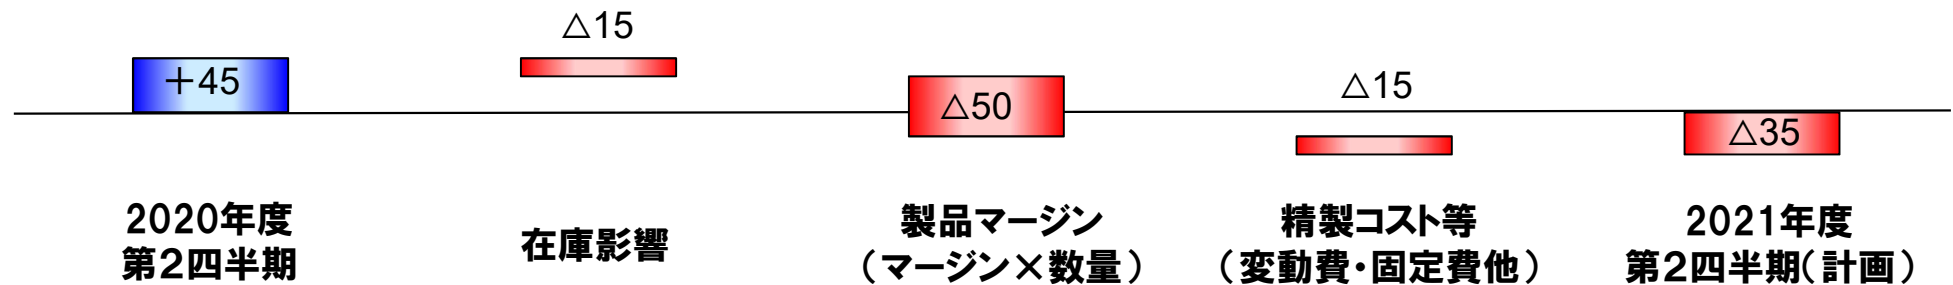 ＋45
△15
△50
△15
△35
2020年度
第２四半期
在庫影響
製品マージン
（マージン×数量）
精製コスト等
（変動費・固定費他）
2021年度
第２四半期（計画）